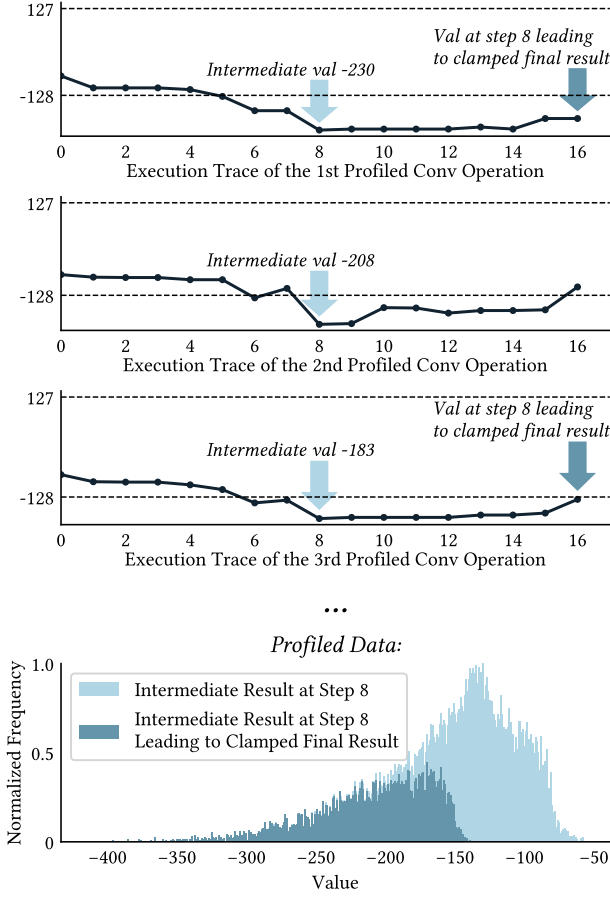 127
Val at step 8 leading
to clamped final result
Intermediate val -230
-128
0 2 4 6 8 10 12 14 16
Execution Trace of the 1st Profiled Conv Operation
127
Intermediate val -208
-128
0 2 4 6 8 10 12 14 16
Execution Trace of the 2nd Profiled Conv Operation
127
Val at step 8 leading
to clamped final result
Intermediate val -183
-128
0 2 4 6 8 10 12 14 16
Execution Trace of the 3rd Profiled Conv Operation
...
Profiled Data:
Normalized Frequency
1.0
Intermediate Result at Step 8
Intermediate Result at Step 8
Leading to Clamped Final Result
0.5
0
−400 −350 −300 −250 −200 −150 −100 −50
Value